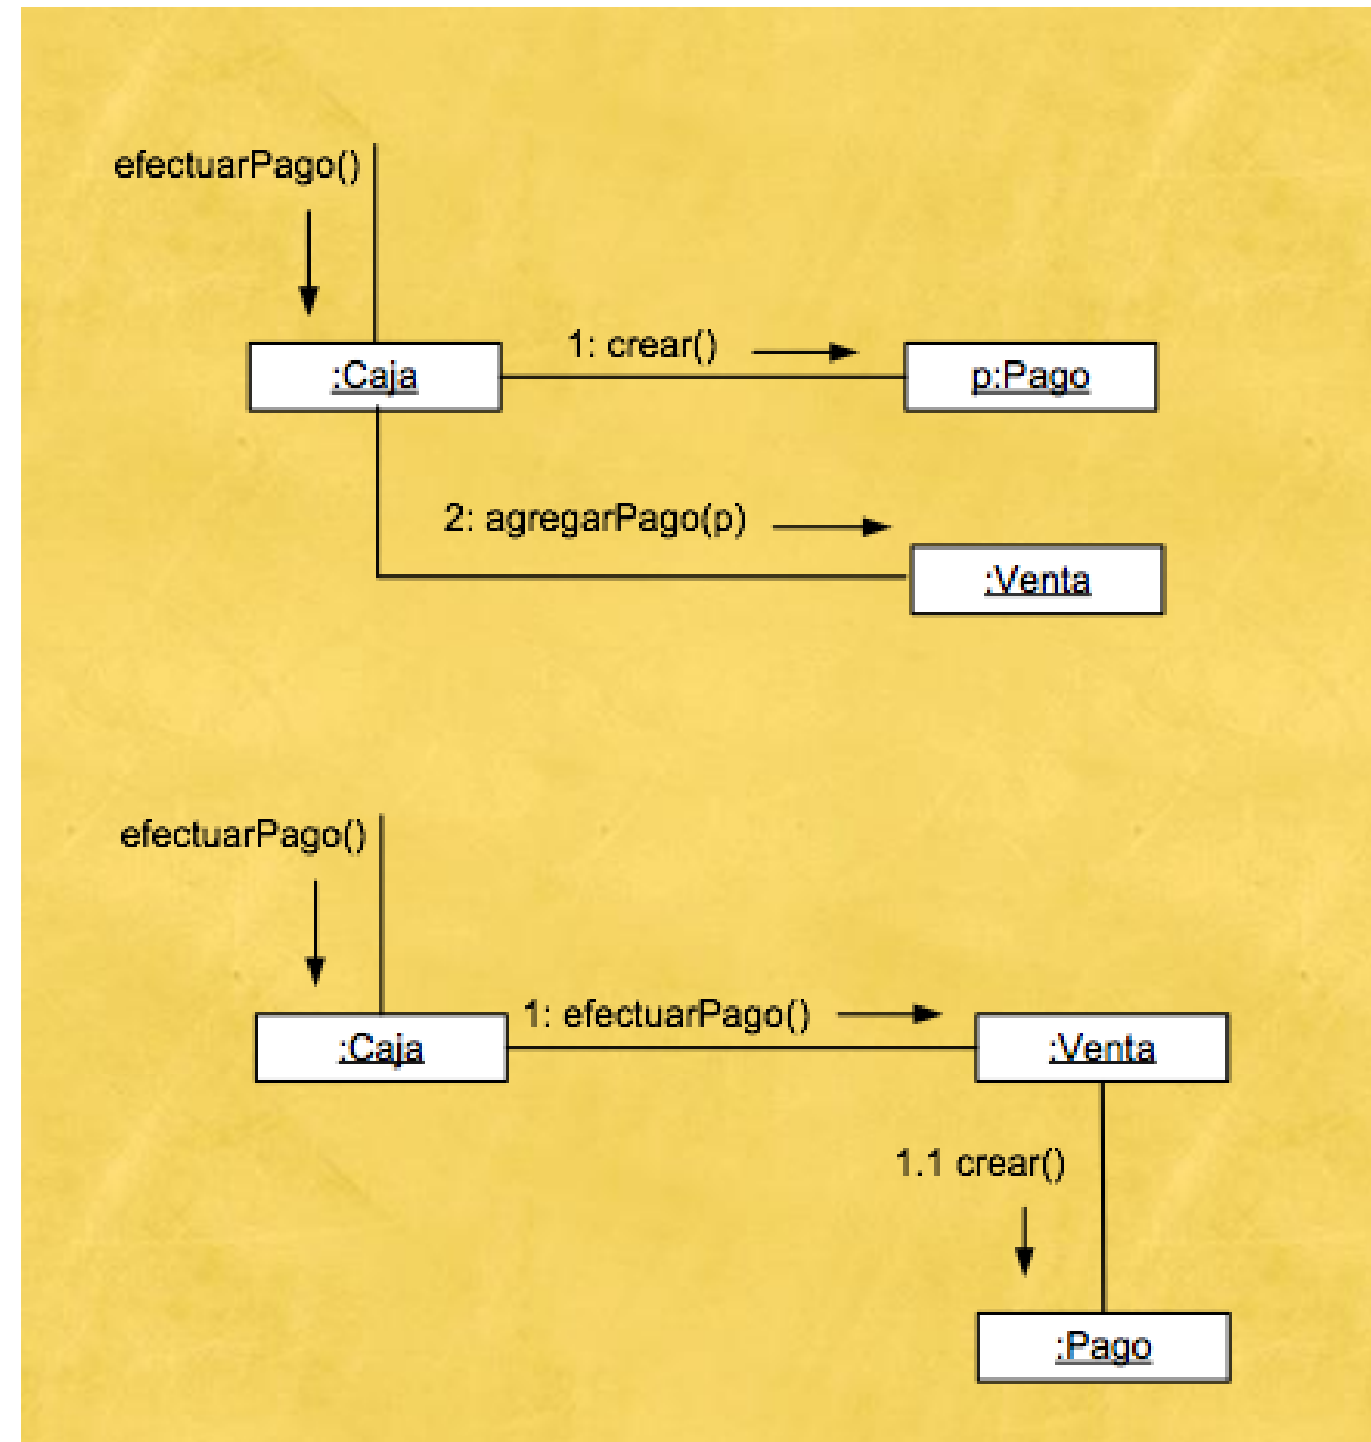 efectuarPago()
1: crear()
:Caja
p:Pago
2: agregarPago(p)
:Venta
efectuarPago()
1: efectuarPago()
:Caja
:Venta
1.1 crear()
:Pago